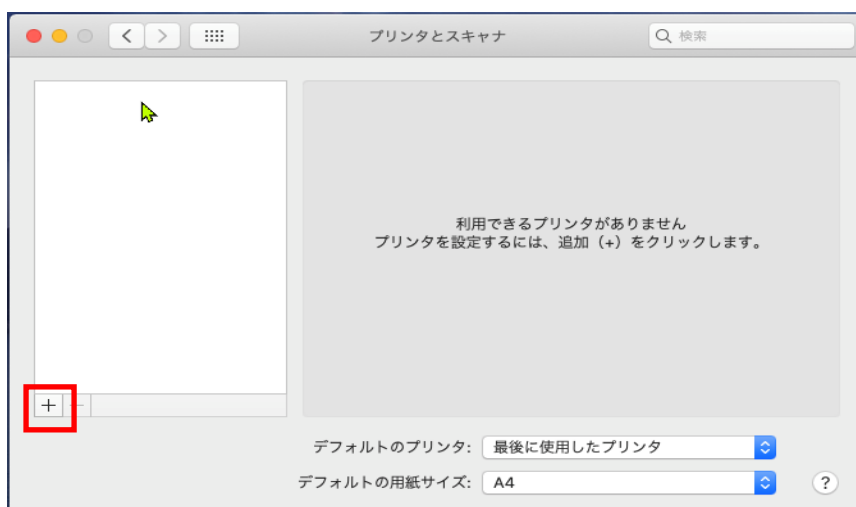 プリンタとスキャナ
検索
利用できるプリンタがありません
プリンタを設定するには、追加（+）をクリックします。
+ −
デフォルトのプリンタ: 最後に使用したプリンタ
デフォルトの用紙サイズ: A4
?